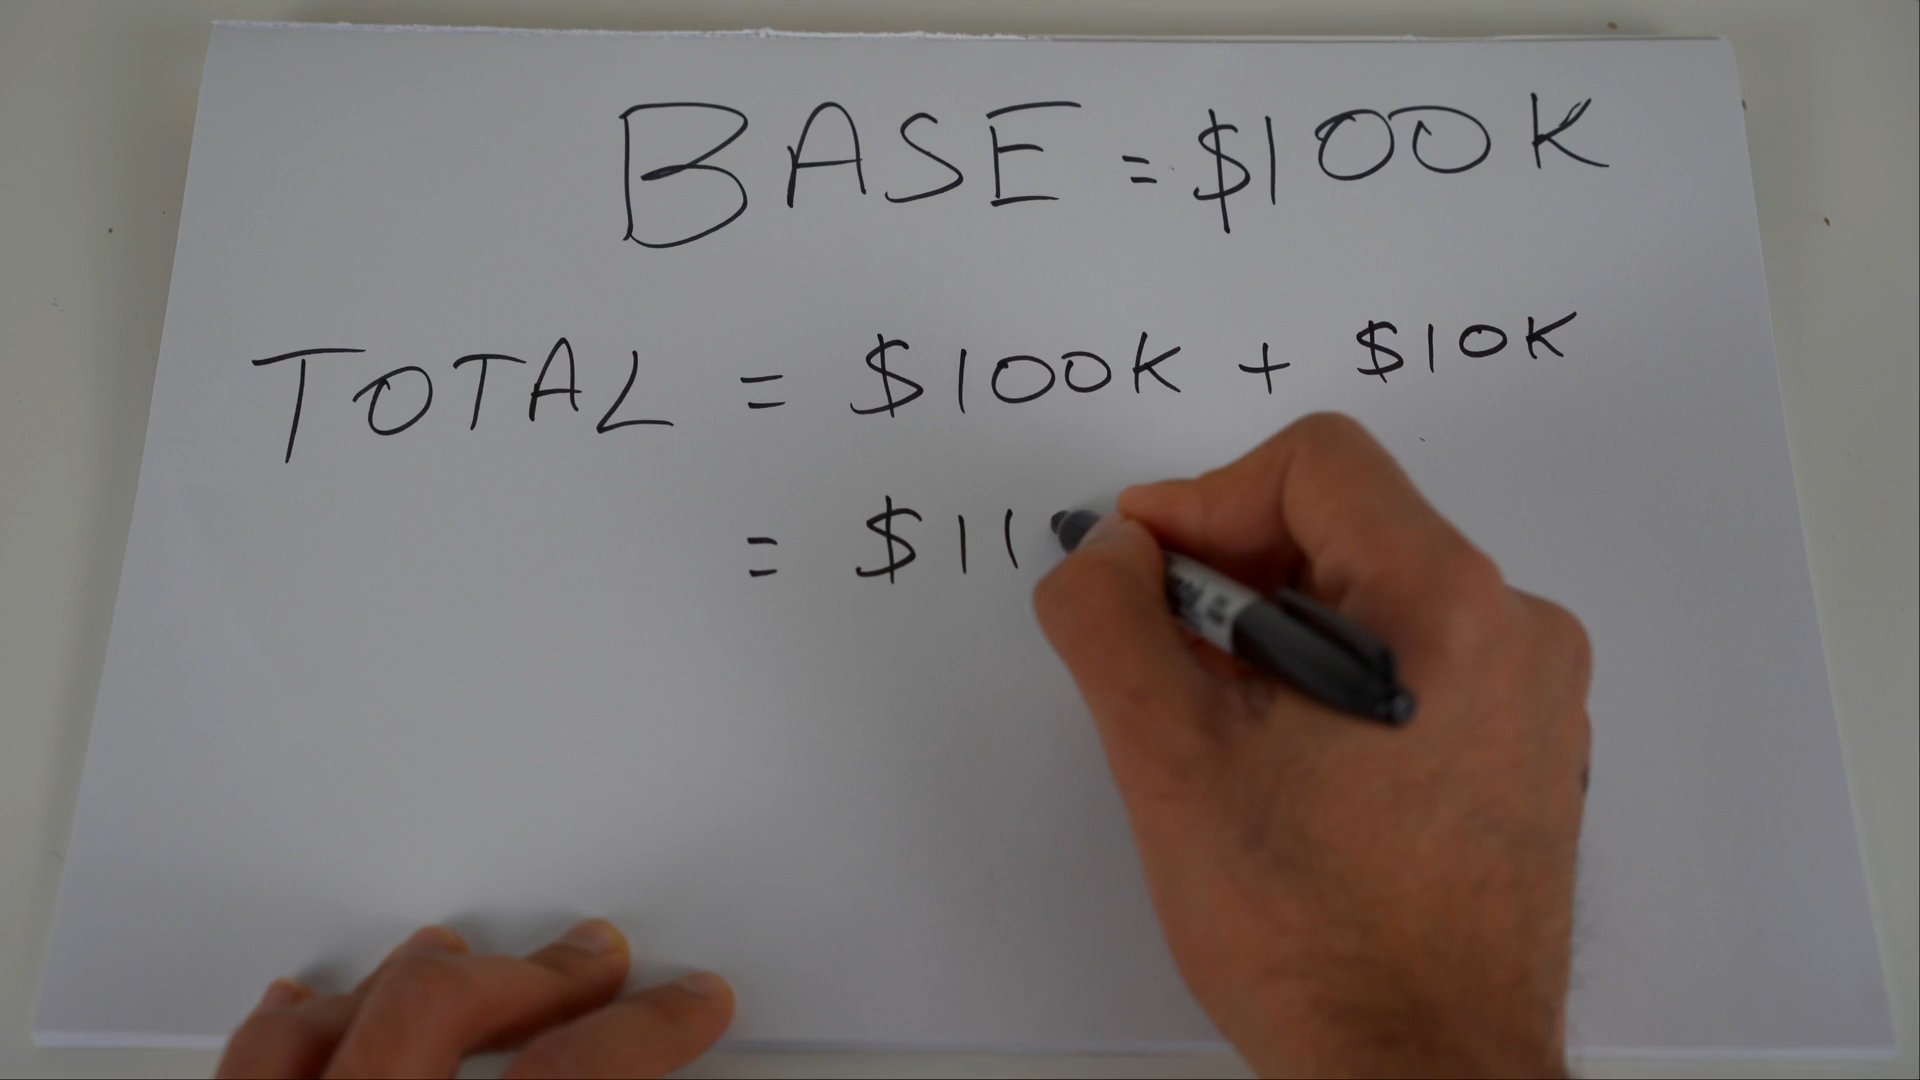 BASE = $100K
TOTAL = $100K + $10K
= $11